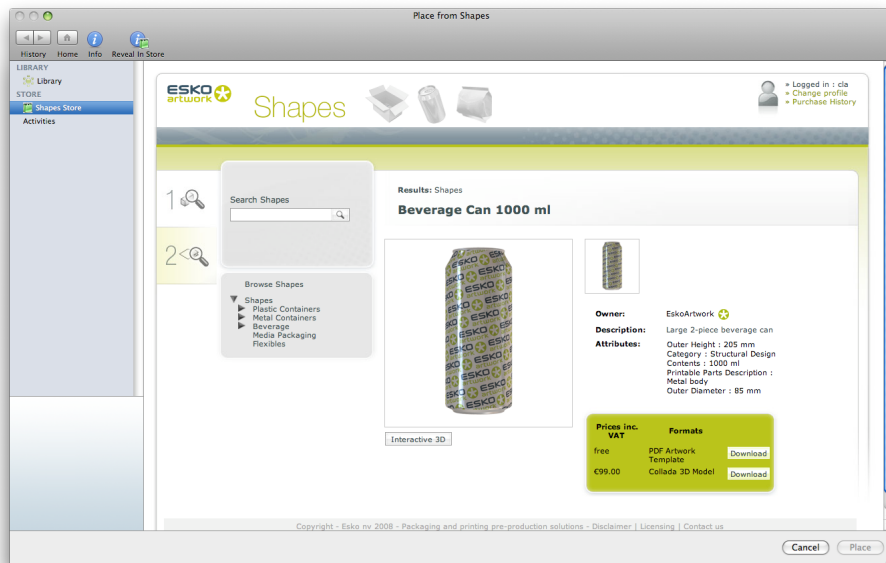 Place from Shapes
History Home Info Reveal In Store
LIBRARY
Library
STORE
Shapes Store
Activities
ESKO
artwork
Shapes
» Logged in : cla
» Change profile
» Purchase History
1
2<
Search Shapes
Browse Shapes
Shapes
Plastic Containers
Metal Containers
Beverage
Media Packaging
Flexibles
Results: Shapes
Beverage Can 1000 ml
Interactive 3D
Owner: EskoArtwork
Description: Large 2-piece beverage can
Attributes: Outer Height : 205 mm
Category : Structural Design
Contents : 1000 ml
Printable Parts Description :
Metal body
Outer Diameter : 85 mm
Prices inc. VAT Formats
free PDF Artwork Template Download
€99.00 Collada 3D Model Download
Copyright - Esko nv 2008 - Packaging and printing pre-production solutions - Disclaimer | Licensing | Contact us
Cancel Place